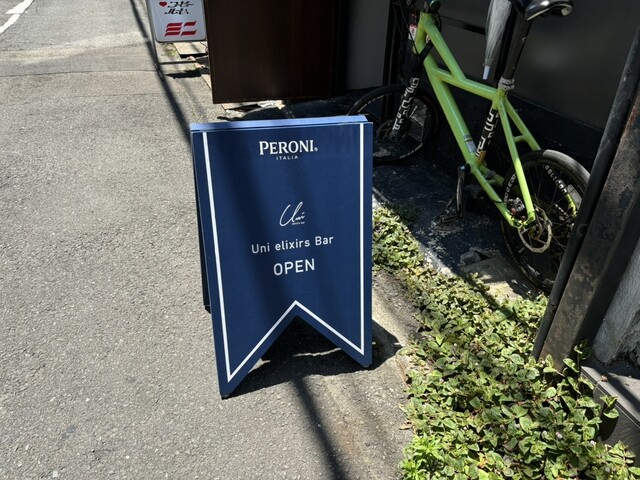 PERONI®
ITALIA
Uni
Uni elixirs Bar
OPEN